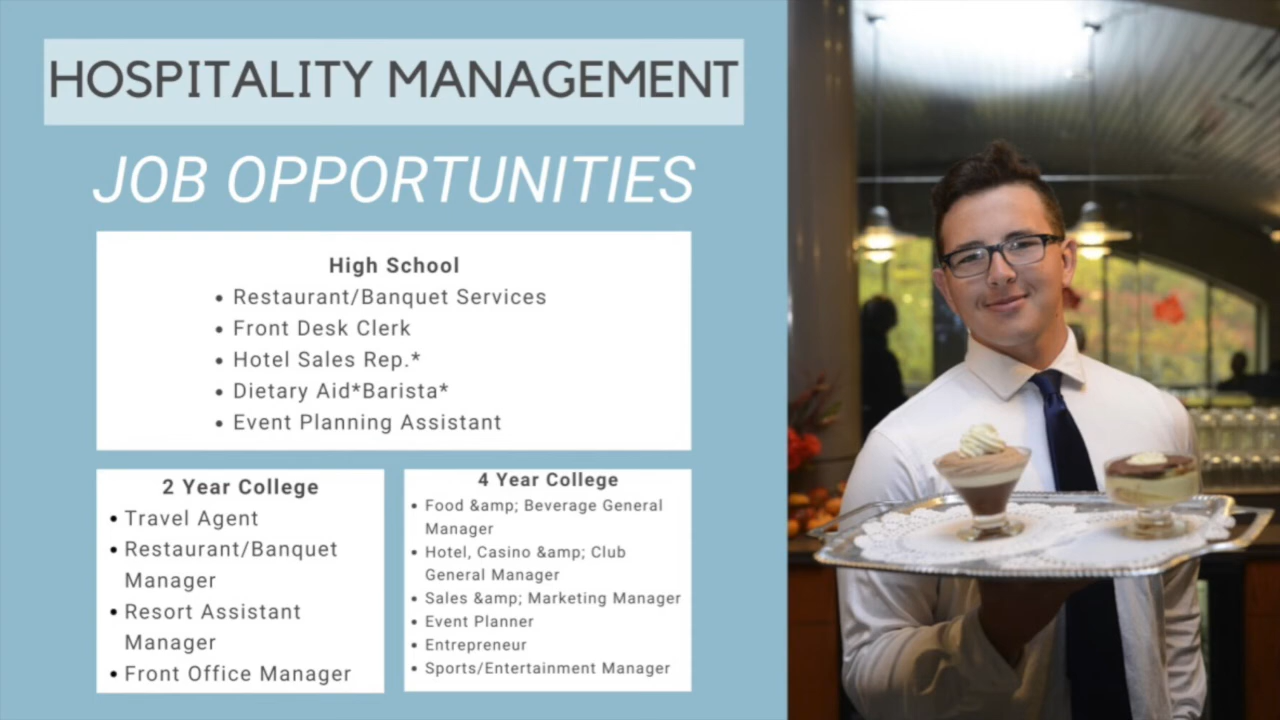 HOSPITALITY MANAGEMENT
JOB OPPORTUNITIES
High School
• Restaurant/Banquet Services
• Front Desk Clerk
• Hotel Sales Rep.*
• Dietary Aid*Barista*
• Event Planning Assistant
2 Year College
• Travel Agent
• Restaurant/Banquet
Manager
• Resort Assistant
Manager
• Front Office Manager
4 Year College
• Food &amp; Beverage General
Manager
• Hotel, Casino &amp; Club
General Manager
• Sales &amp; Marketing Manager
• Event Planner
• Entrepreneur
• Sports/Entertainment Manager